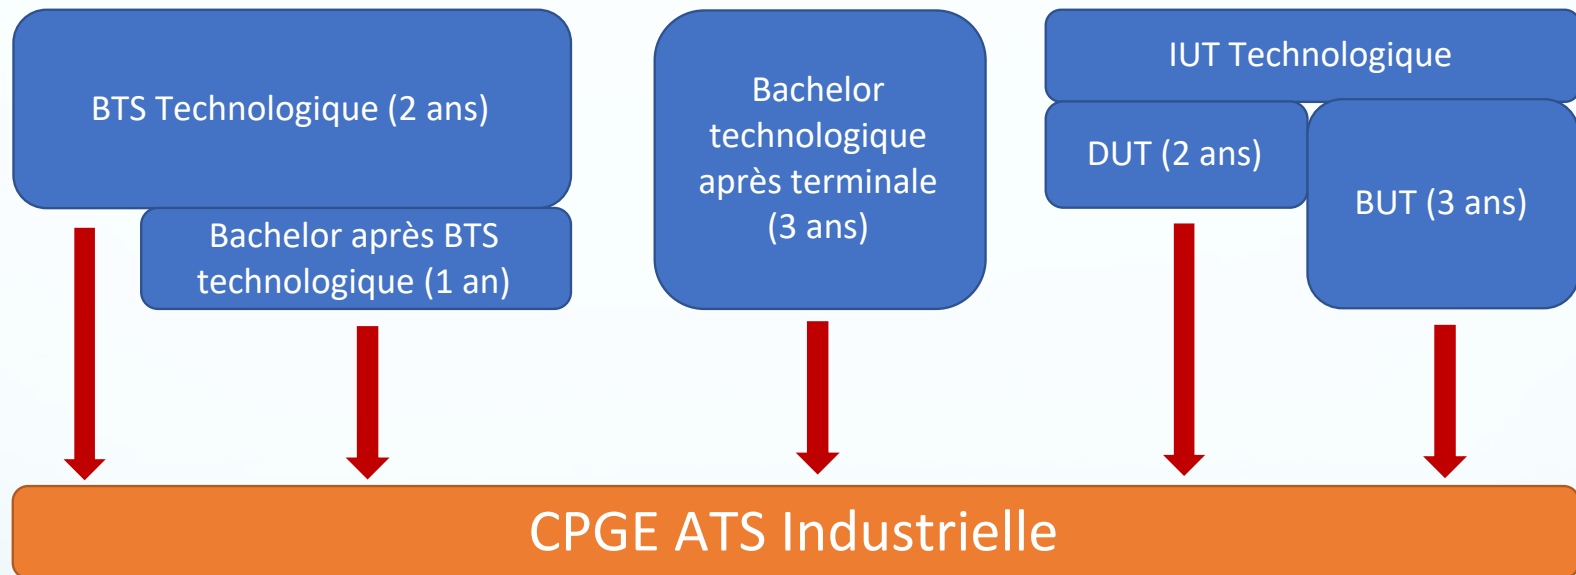 BTS Technologique (2 ans)
Bachelor après BTS
technologique (1 an)
Bachelor
technologique
après terminale
(3 ans)
IUT Technologique
DUT (2 ans)
BUT (3 ans)
CPGE ATS Industrielle